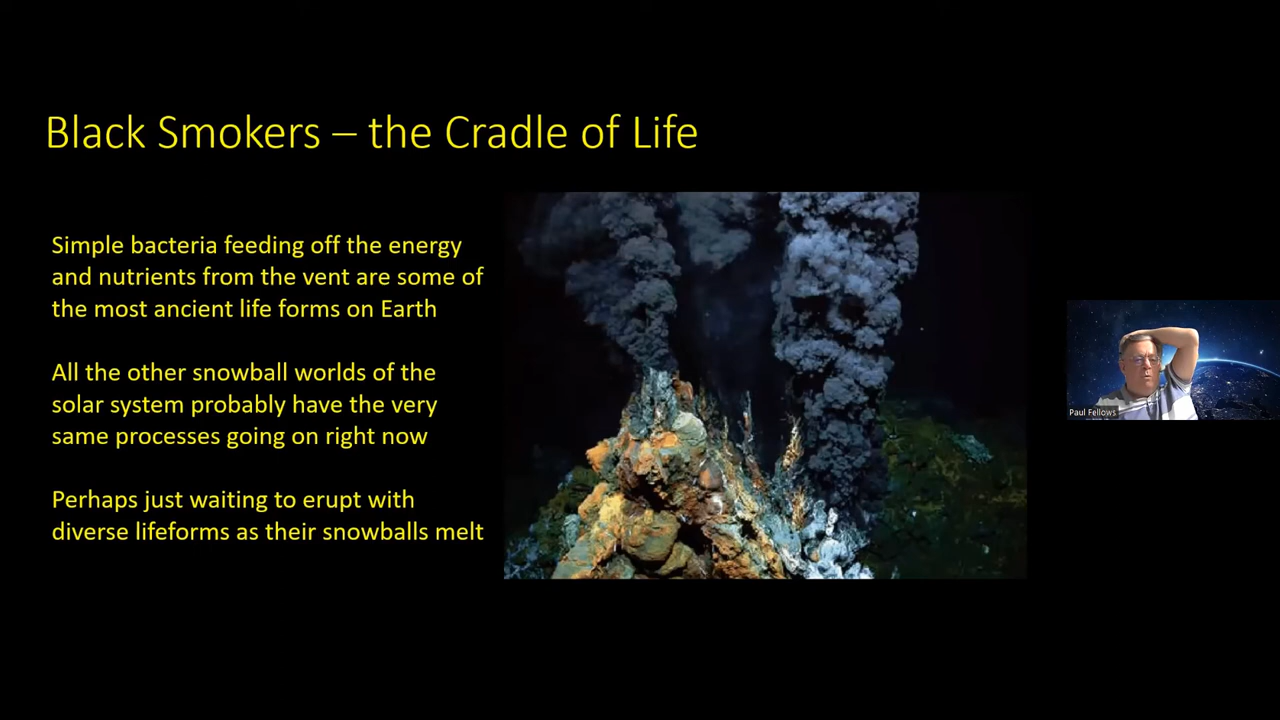 Black Smokers – the Cradle of Life
Simple bacteria feeding off the energy
and nutrients from the vent are some of
the most ancient life forms on Earth
All the other snowball worlds of the
solar system probably have the very
same processes going on right now
Perhaps just waiting to erupt with
diverse lifeforms as their snowballs melt
Paul Fellows